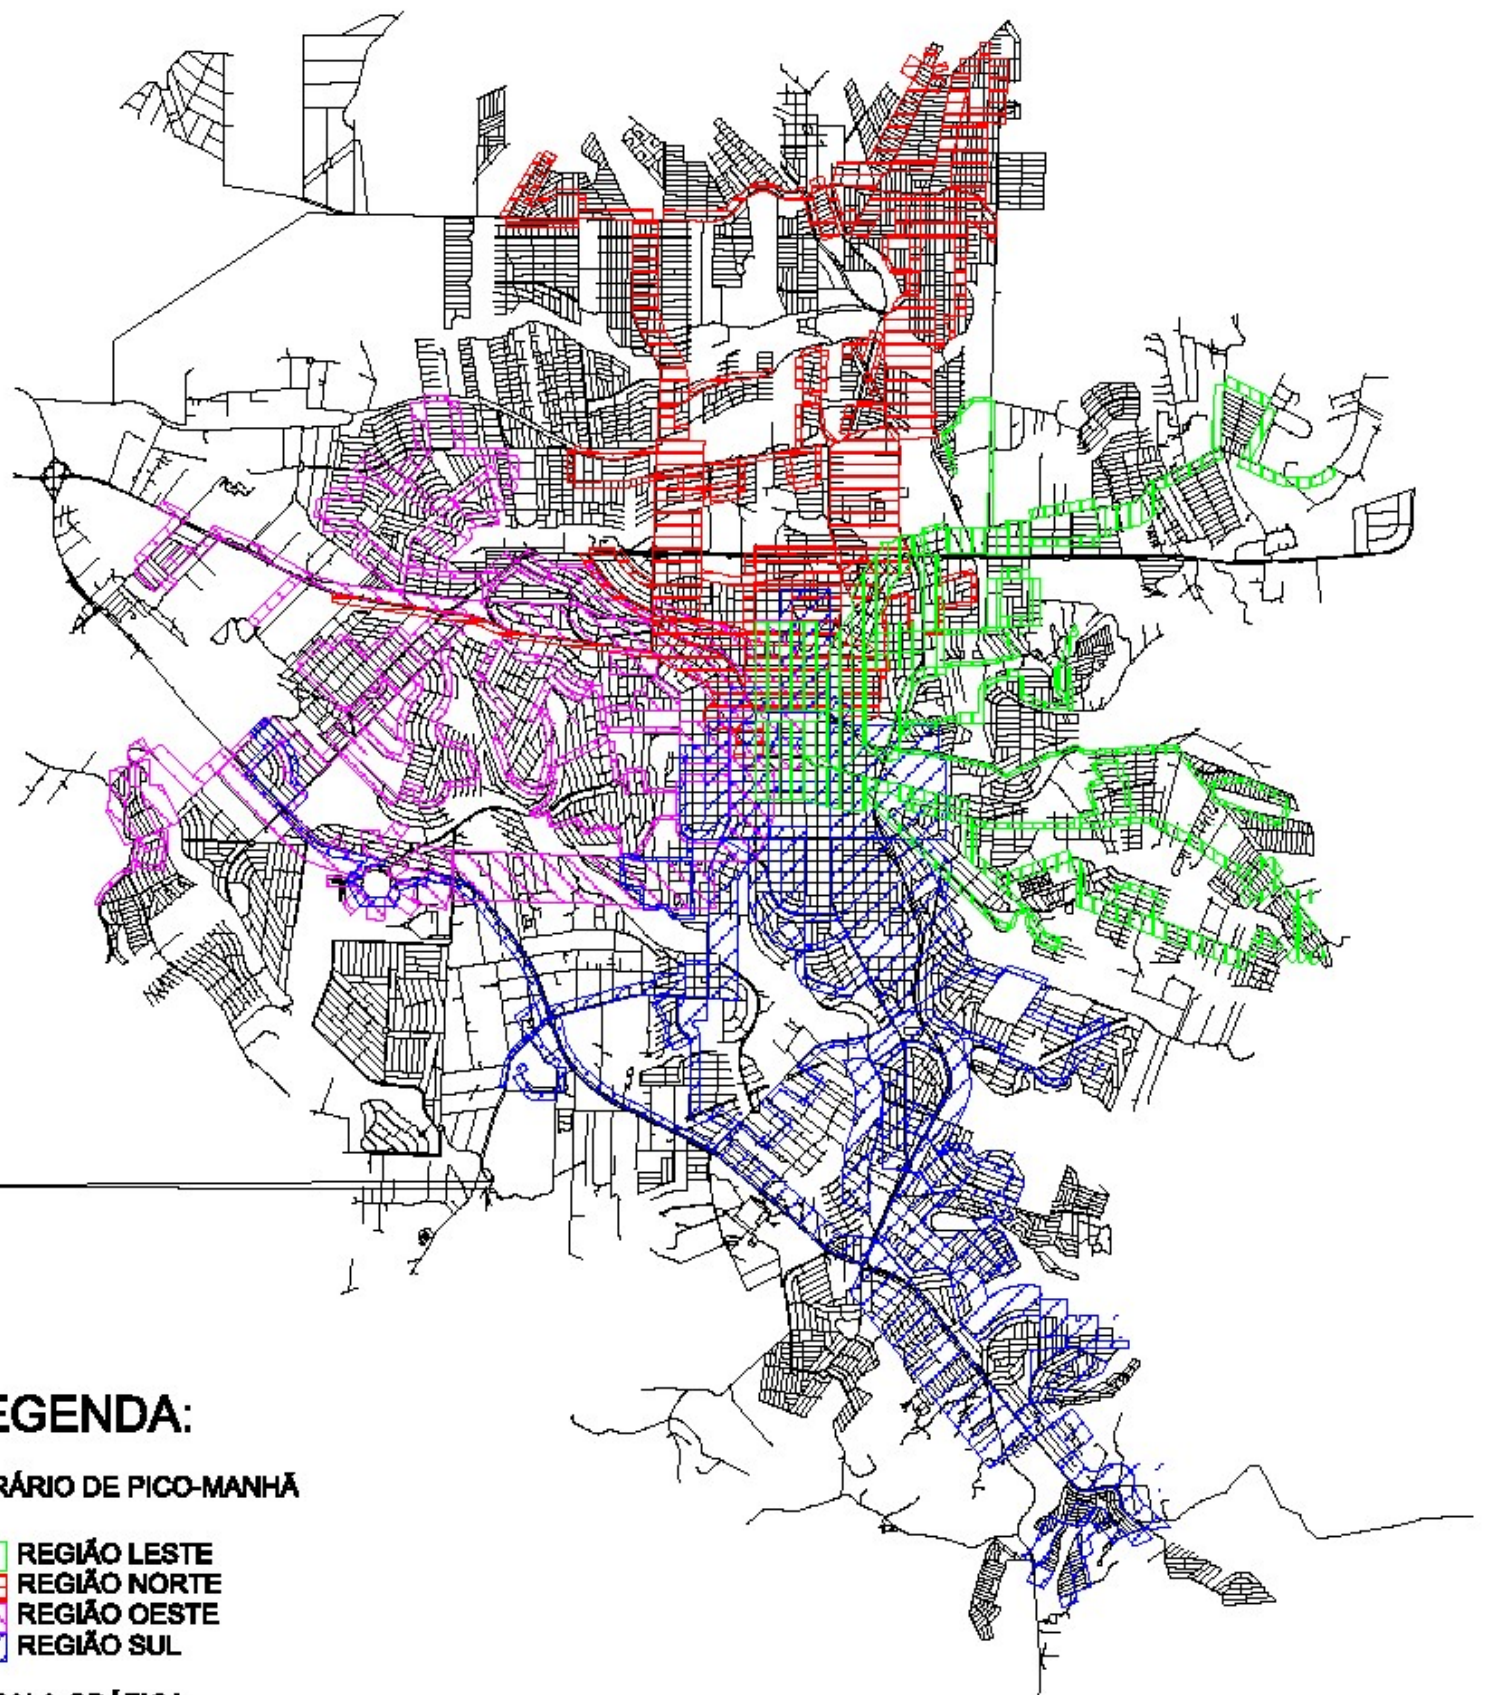 EGENDA:
RÁRIO DE PICO-MANHÃ
REGIÃO LESTE
REGIÃO NORTE
REGIÃO OESTE
REGIÃO SUL